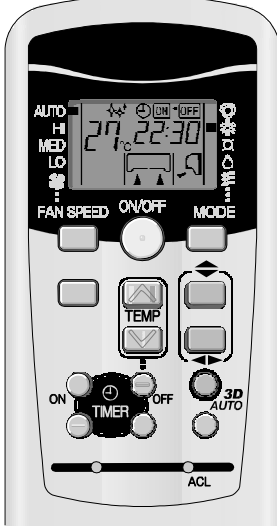 AUTO
HI
MED
LO
ON OFF
27°C 22:30
FAN SPEED ON/OFF MODE
TEMP
ON TIMER OFF
3D
AUTO
ACL